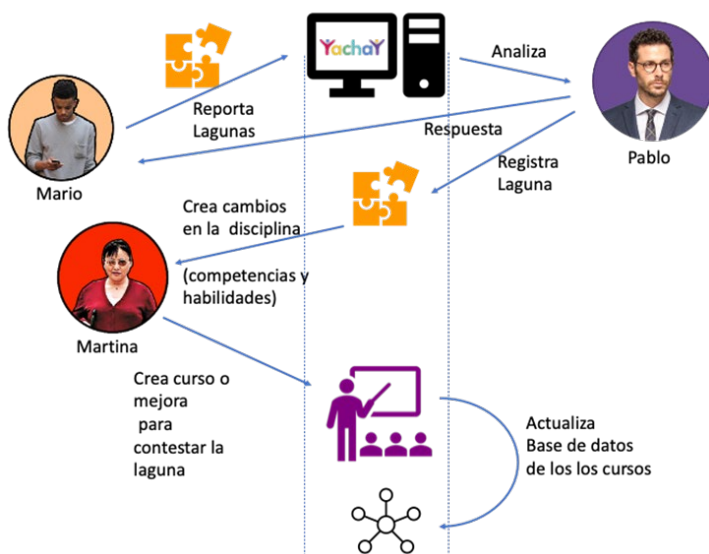 YachaY
Analiza
Reporta
Lagunas
Respuesta
Mario
Pablo
Registra
Laguna
Crea cambios
en la disciplina
(competencias y
habilidades)
Martina
Crea curso o
mejora
para
contestar la
laguna
Actualiza
Base de datos
de los los cursos